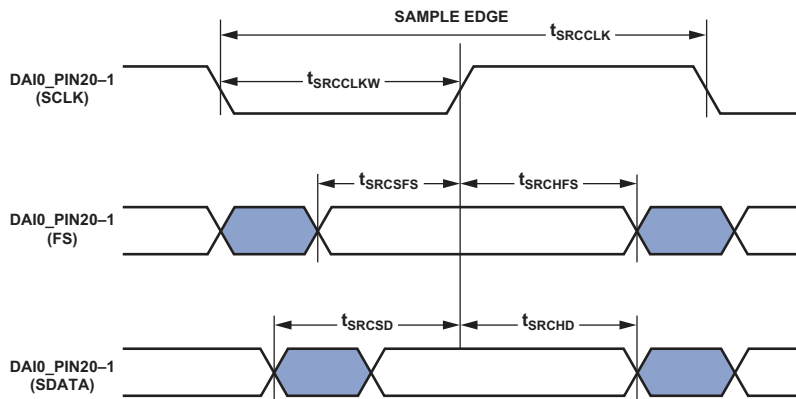 SAMPLE EDGE
tSRCCLK
DAI0_PIN20–1
(SCLK)
tSRCCLKW
tSRCSFS
tSRCHFS
DAI0_PIN20–1
(FS)
tSRCSD
tSRCHD
DAI0_PIN20–1
(SDATA)